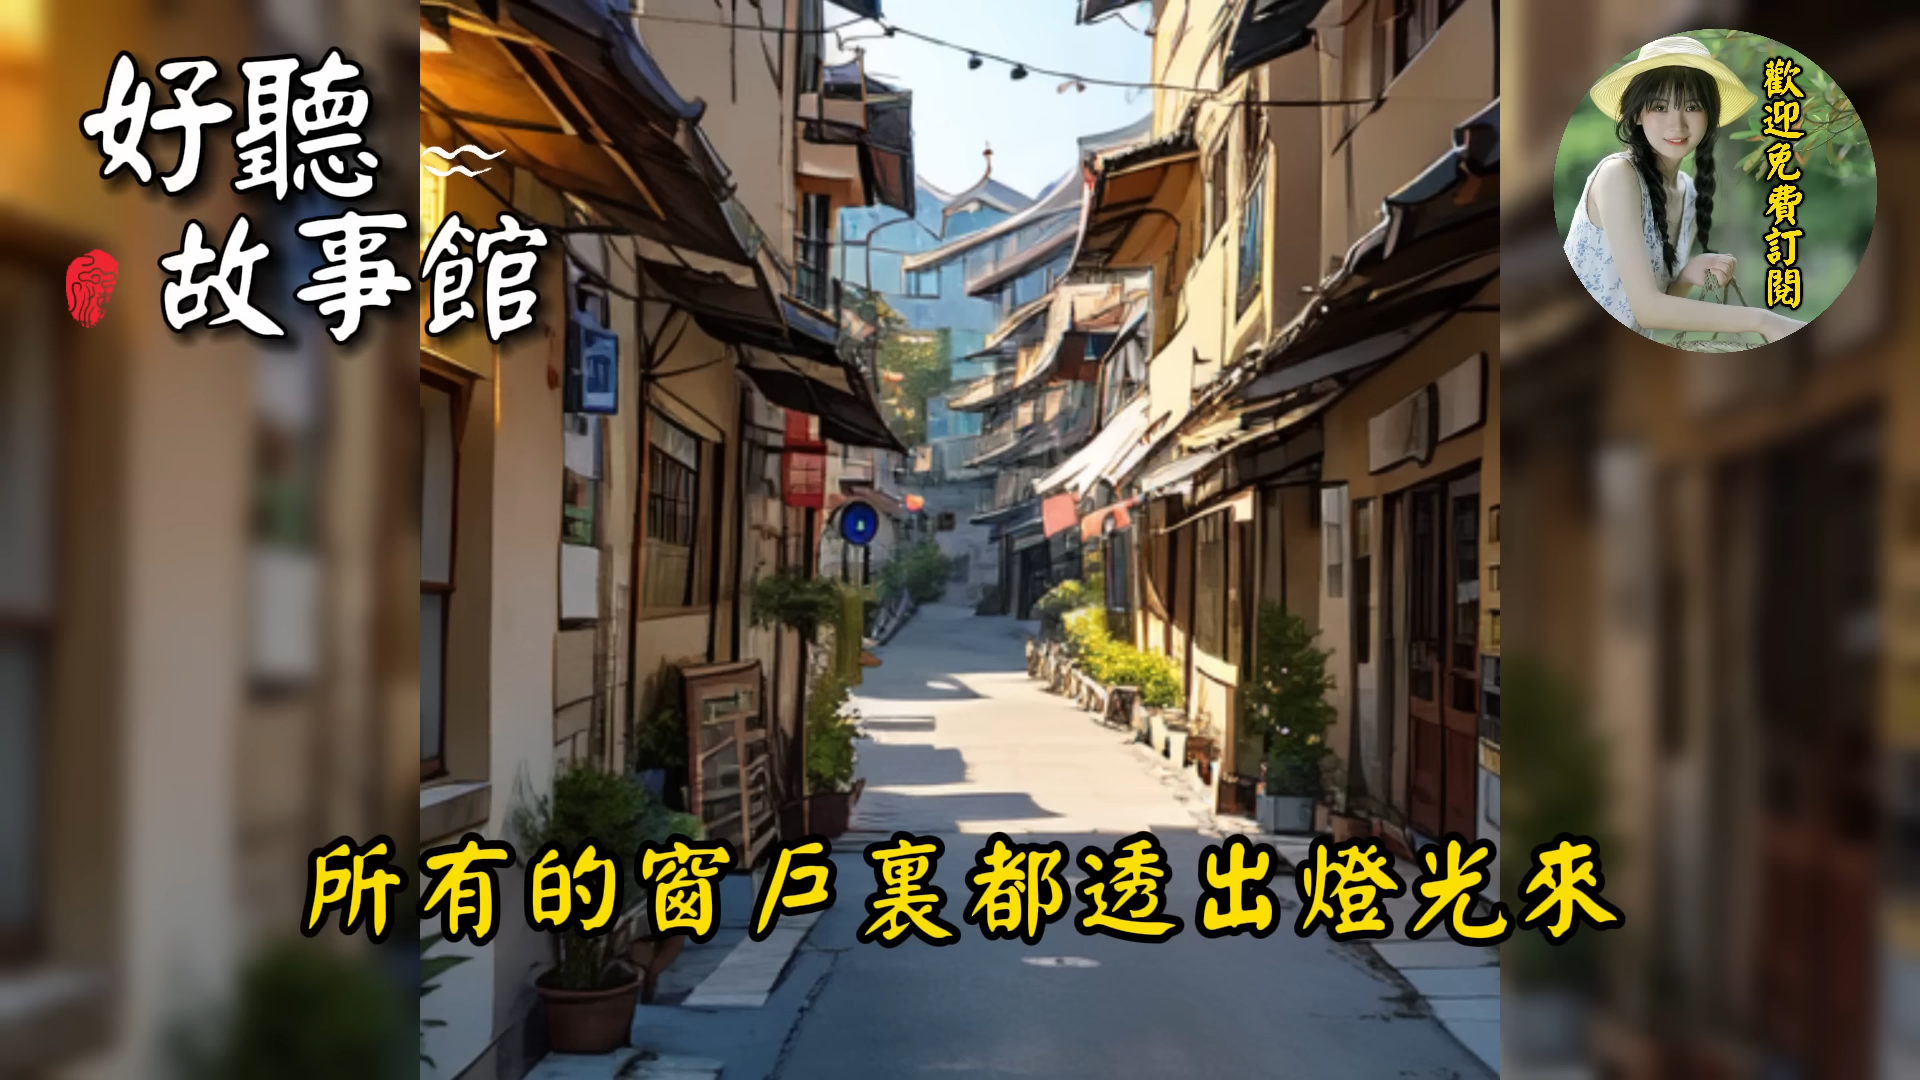 好聽
故事館
歡迎免費訂閱
所有的窗戶裏都透出燈光來